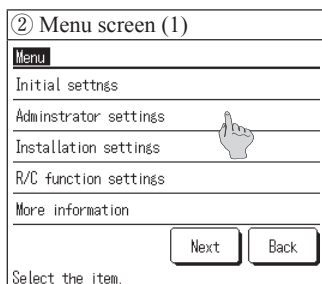 ② Menu screen (1)
Menu
Initial settngs
Adminstrator settings
Installation settings
R/C function settings
More information
Next Back
Select the item.